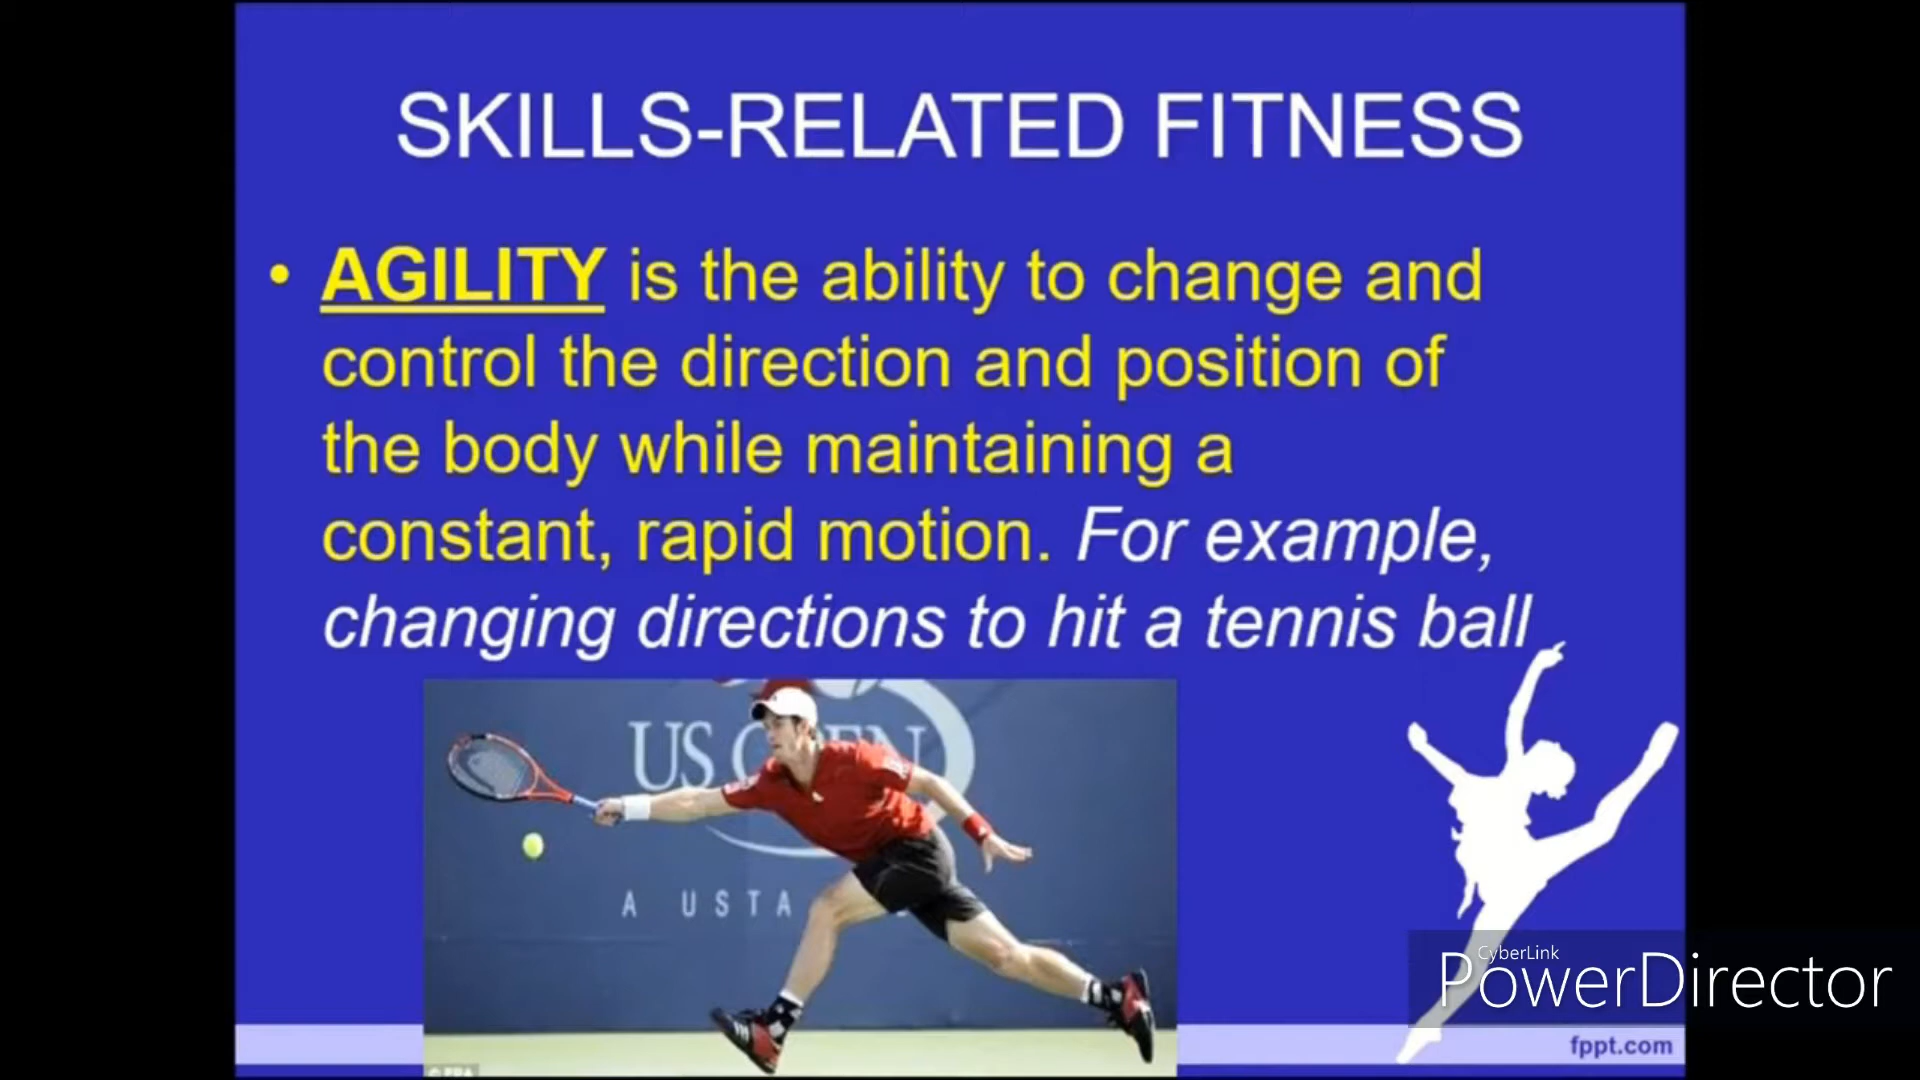 SKILLS-RELATED FITNESS
• AGILITY is the ability to change and
control the direction and position of
the body while maintaining a
constant, rapid motion. For example,
changing directions to hit a tennis ball
US OPEN
A USTA
CyberLink
PowerDirector
fppt.com